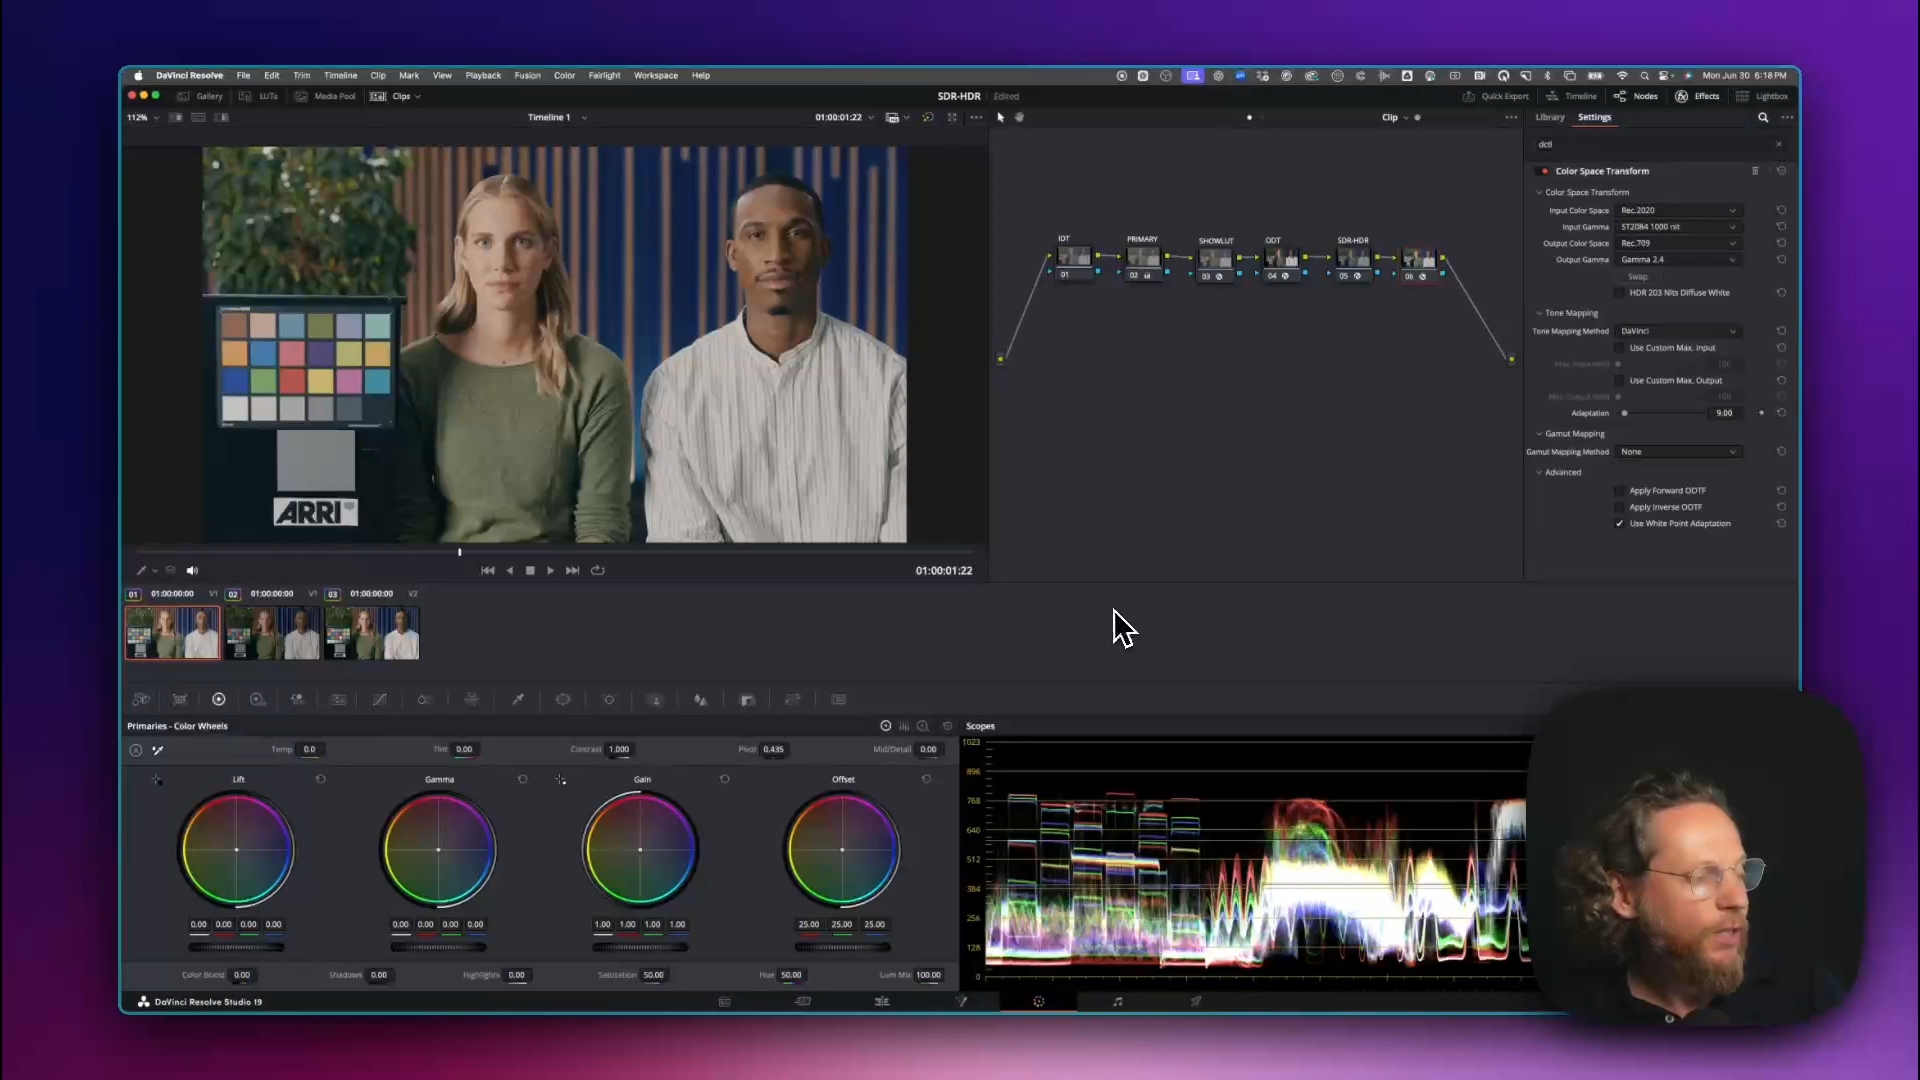 DaVinci Resolve File Edit Trim Timeline Clip Mark View Playback Fusion Color Fairlight Workspace Help Mon Jun 30 6:18 PM
Gallery LUTs Media Pool Clips SDR-HDR Edited Quick Export Timeline Nodes Effects Lightbox
112% Timeline 1 01:00:01:22 Clip Library Settings
dctl
Color Space Transform
Color Space Transform
Input Color Space Rec.2020
Input Gamma ST2084 1000 nit
Output Color Space Rec.709
Output Gamma Gamma 2.4
Swap
HDR 203 Nits Diffuse White
Tone Mapping
Tone Mapping Method DaVinci
Use Custom Max. Input
100
Use Custom Max. Output
100
Adaptation 9.00
Gamut Mapping
Gamut Mapping Method None
Advanced
Apply Forward OOTF
Apply Inverse OOTF
Use White Point Adaptation
IDT PRIMARY SHOWLUT ODT SDR-HDR
01 02 03 04 05 06
ARRI
01:00:01:22
01 01:00:00:00 V1 02 01:00:00:00 V1 03 01:00:00:00 V2
Primaries - Color Wheels Scopes
Temp 0.0 Tint 0.00 Contrast 1.000 Pivot 0.435 Mid/Detail 0.00
Lift Gamma Gain Offset
0.00 0.00 0.00 0.00 0.00 0.00 0.00 0.00 1.00 1.00 1.00 1.00 25.00 25.00 25.00
Color Boost 0.00 Shadows 0.00 Highlights 0.00 Saturation 50.00 Hue 50.00 Lum Mix 100.00
1023
896
768
640
512
384
256
128
0
DaVinci Resolve Studio 19